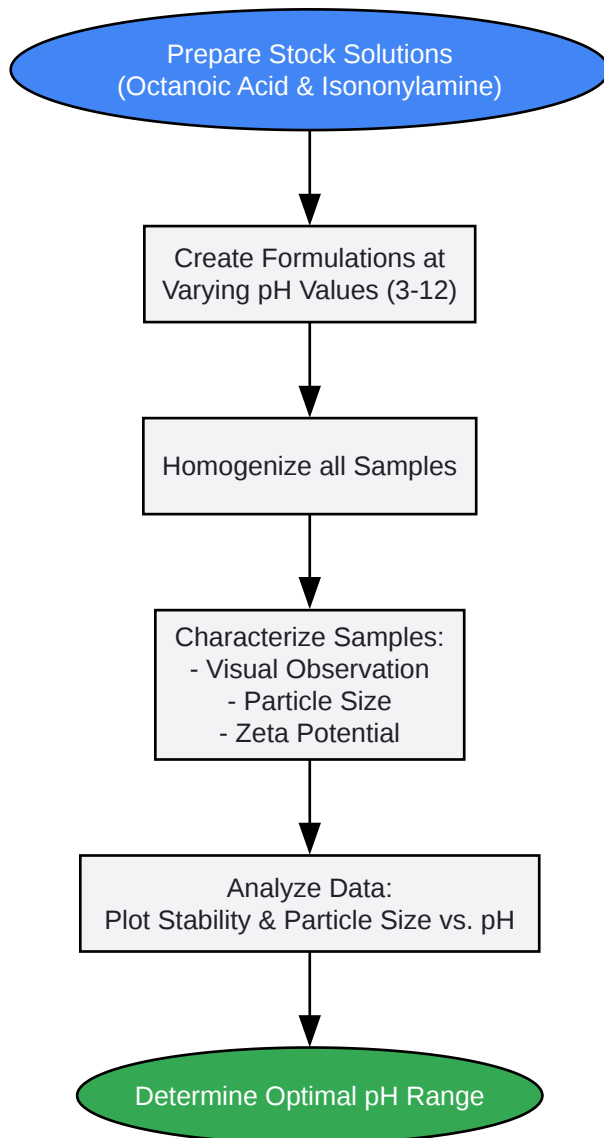 Prepare Stock Solutions
(Octanoic Acid & Isononylamine)
Create Formulations at
Varying pH Values (3-12)
Homogenize all Samples
Characterize Samples:
- Visual Observation
- Particle Size
- Zeta Potential
Analyze Data:
Plot Stability & Particle Size vs. pH
Determine Optimal pH Range